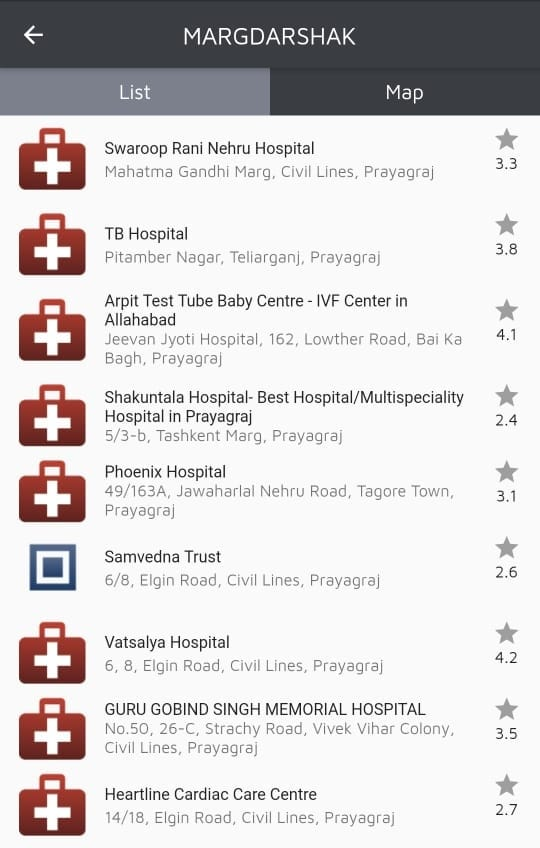 MARGDARSHAK
List
Map
Swaroop Rani Nehru Hospital
Mahatma Gandhi Marg, Civil Lines, Prayagraj
3.3
TB Hospital
Pitamber Nagar, Teliarganj, Prayagraj
3.8
Arpit Test Tube Baby Centre - IVF Center in
Allahabad
Jeevan Jyoti Hospital, 162, Lowther Road, Bai Ka
Bagh, Prayagraj
4.1
Shakuntala Hospital- Best Hospital/Multispeciality
Hospital in Prayagraj
5/3-b, Tashkent Marg, Prayagraj
2.4
Phoenix Hospital
49/163A, Jawaharlal Nehru Road, Tagore Town,
Prayagraj
3.1
Samvedna Trust
6/8, Elgin Road, Civil Lines, Prayagraj
2.6
Vatsalya Hospital
6, 8, Elgin Road, Civil Lines, Prayagraj
4.2
GURU GOBIND SINGH MEMORIAL HOSPITAL
No.50, 26-C, Strachy Road, Vivek Vihar Colony,
Civil Lines, Prayagraj
3.5
Heartline Cardiac Care Centre
14/18, Elgin Road, Civil Lines, Prayagraj
2.7